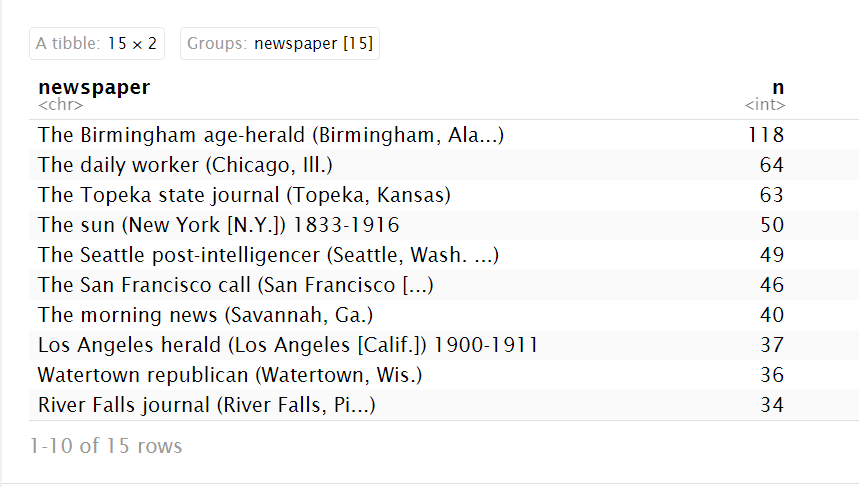 A tibble: 15 × 2 Groups: newspaper [15]
newspaper n
<chr> <int>
The Birmingham age-herald (Birmingham, Ala...) 118
The daily worker (Chicago, Ill.) 64
The Topeka state journal (Topeka, Kansas) 63
The sun (New York [N.Y.]) 1833-1916 50
The Seattle post-intelligencer (Seattle, Wash. ...) 49
The San Francisco call (San Francisco [...) 46
The morning news (Savannah, Ga.) 40
Los Angeles herald (Los Angeles [Calif.]) 1900-1911 37
Watertown republican (Watertown, Wis.) 36
River Falls journal (River Falls, Pi...) 34
1-10 of 15 rows